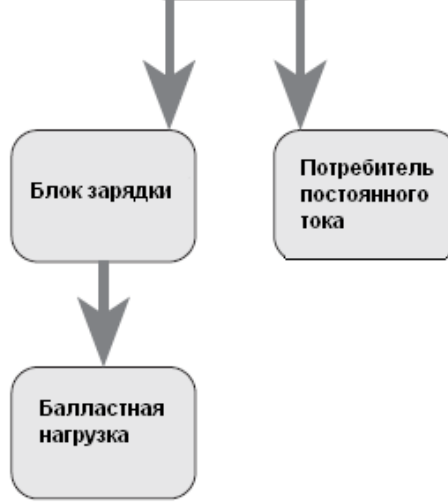 Блок зарядки
Потребитель
постоянного
тока
Балластная
нагрузка